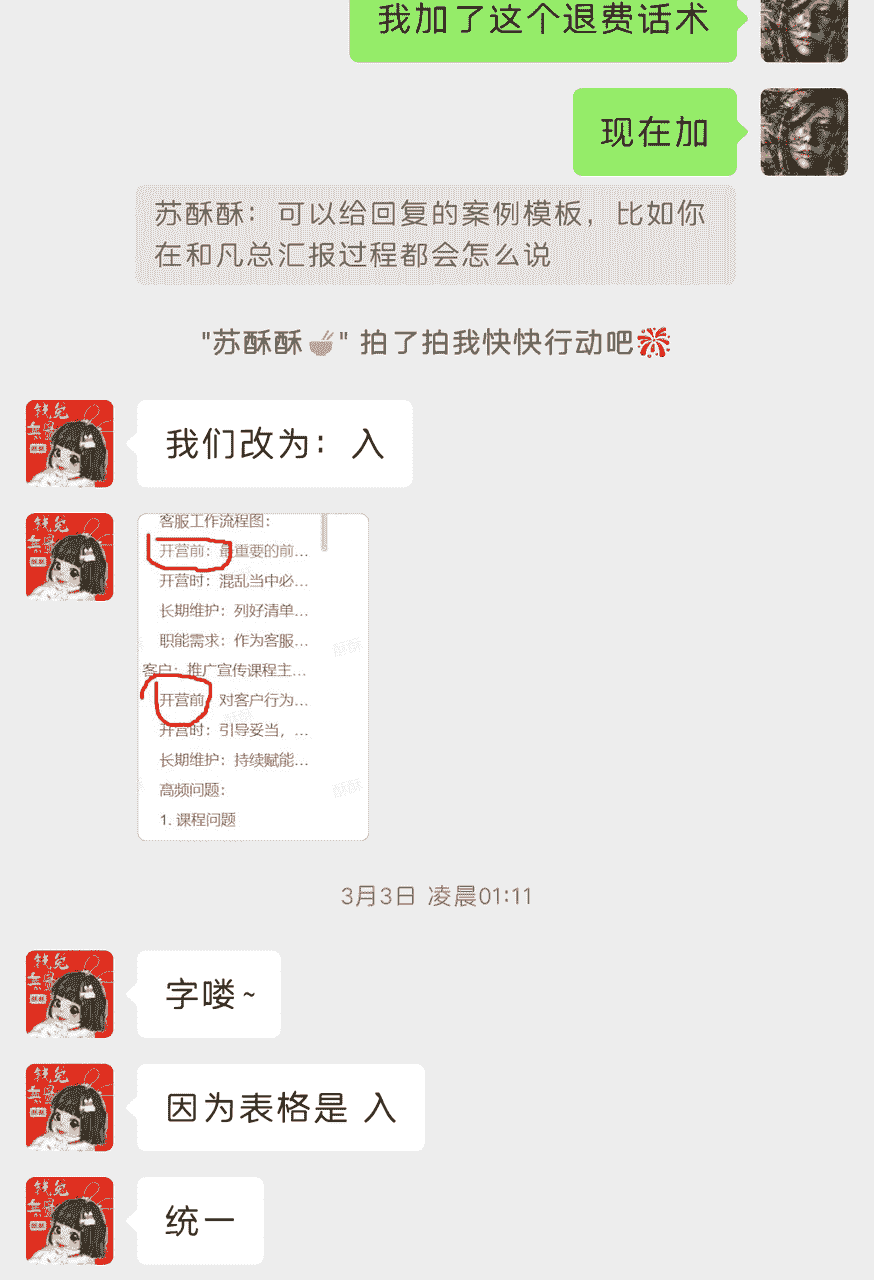 我加了这个退费话术
现在加
苏酥酥：可以给回复的案例模板，比如你
在和凡总汇报过程都会怎么说
"苏酥酥🥣" 拍了拍我快快行动吧🎆
我们改为：入
客服工作流程图：
开营前：最重要的前...
开营时：混乱当中必...
长期维护：列好清单...
职能需求：作为客服...
客户：推广宣传课程主...
开营前：对客户行为...
开营时：引导妥当，...
长期维护：持续赋能...
高频问题：
1. 课程问题
3月3日 凌晨01:11
字喽~
因为表格是 入
统一